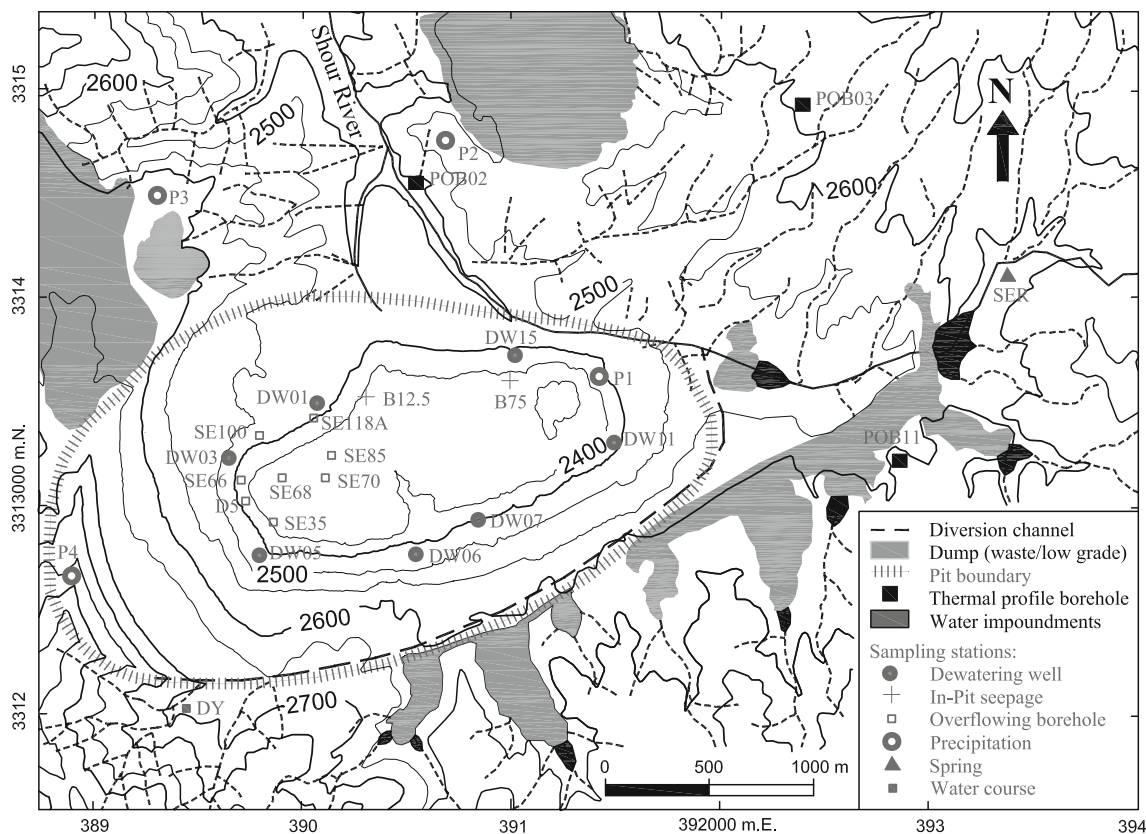 2600
3315
Shour River
2500
P2
POB03
N
POB02
P3
2600
2500
3314
SER
DW15
P1
B75
B12.5
DW01
SE118A
SE100
DW11
2400
POB11
DW03
SE85
SE66
SE68
SE70
3313000 m.N.
D5
SE35
DW07
P4
DW05
DW06
2500
2600
2700
DY
3312
Diversion channel
Dump (waste/low grade)
Pit boundary
Thermal profile borehole
Water impoundments
Sampling stations:
Dewatering well
In-Pit seepage
Overflowing borehole
Precipitation
Spring
Water course
0 500 1000 m
389 390 391 392000 m.E. 393 394